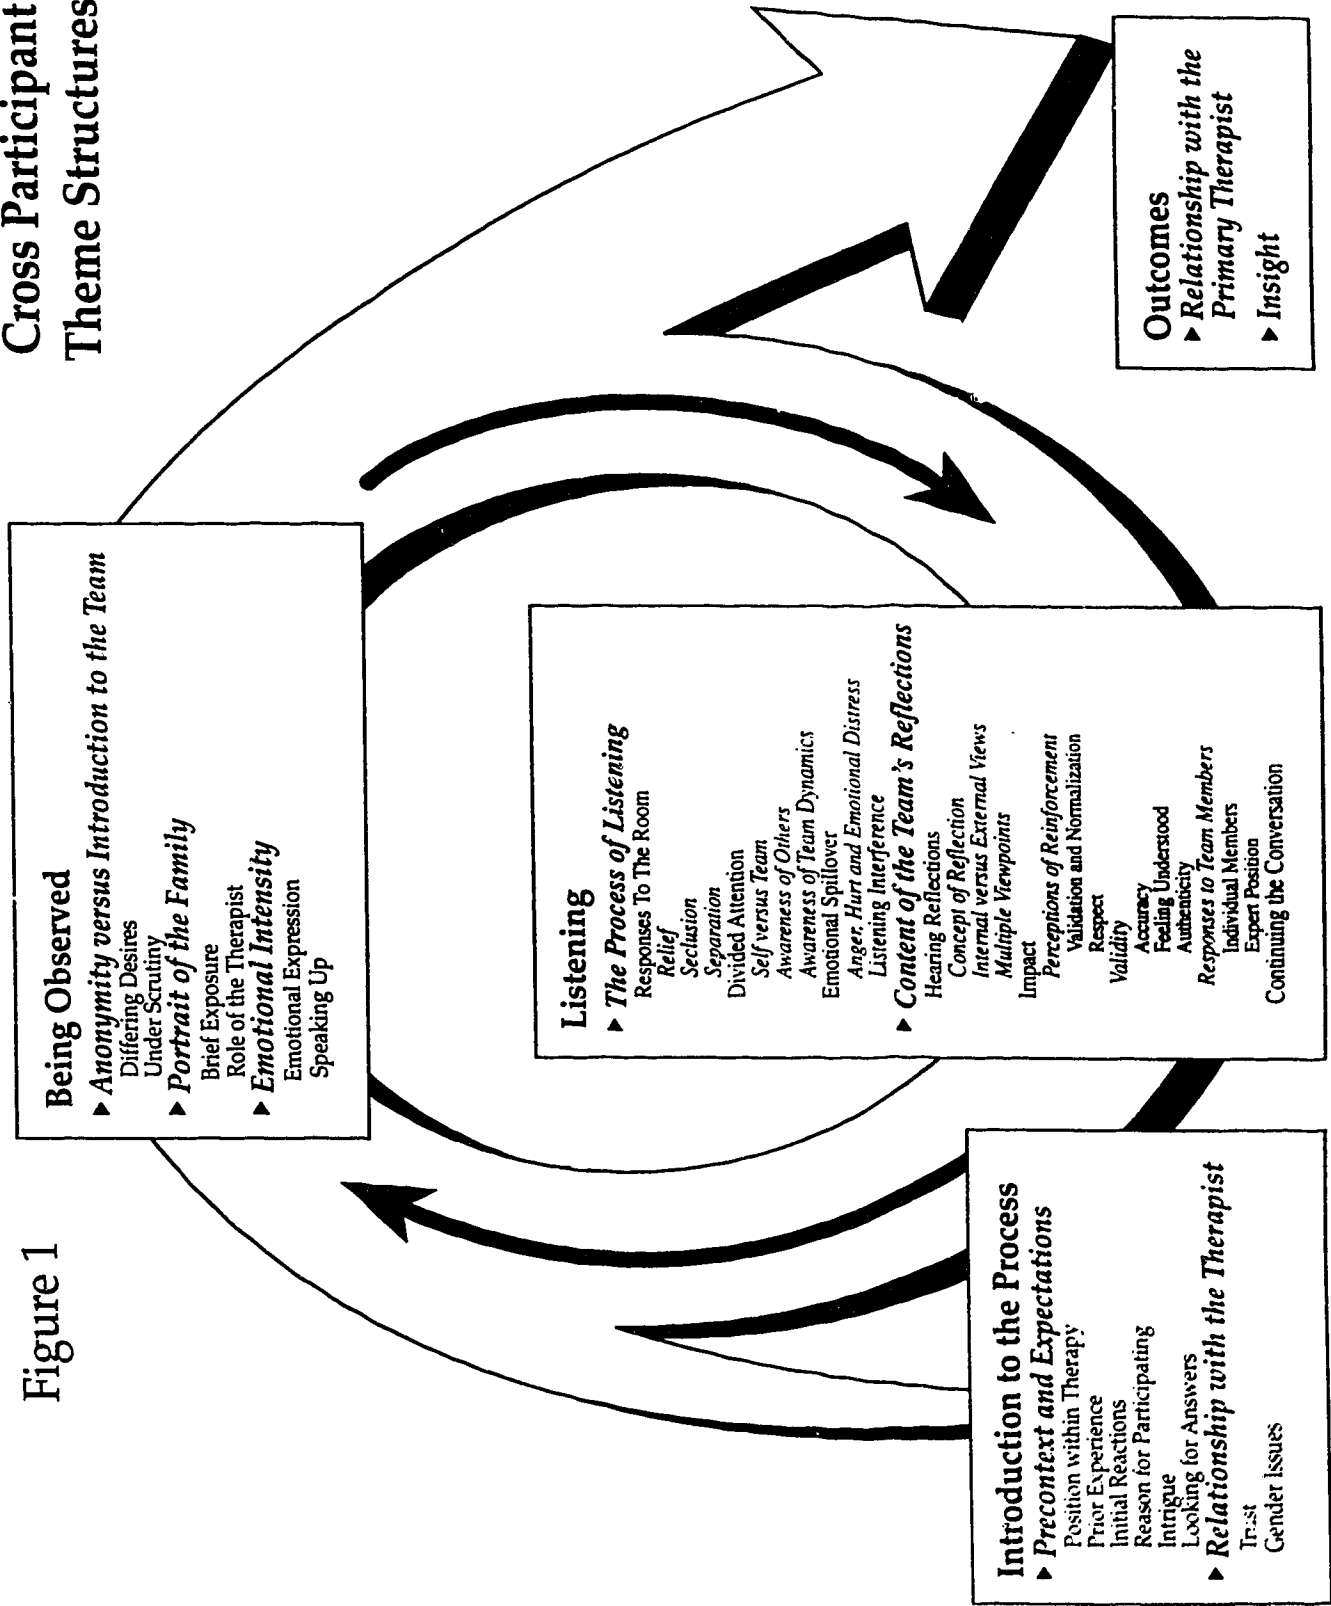 Figure 1
Cross Participant
Theme Structures
Being Observed
▸ Anonymity versus Introduction to the Team
Differing Desires
Under Scrutiny
▸ Portrait of the Family
Brief Exposure
Role of the Therapist
▸ Emotional Intensity
Emotional Expression
Speaking Up
Introduction to the Process
▸ Precontext and Expectations
Position within Therapy
Prior Experience
Initial Reactions
Reason for Participating
Intrigue
Looking for Answers
▸ Relationship with the Therapist
Trust
Gender Issues
Listening
▸ The Process of Listening
Responses To The Room
Relief
Seclusion
Separation
Divided Attention
Self versus Team
Awareness of Others
Awareness of Team Dynamics
Emotional Spillover
Anger, Hurt and Emotional Distress
Listening Interference
▸ Content of the Team's Reflections
Hearing Reflections
Concept of Reflection
Internal versus External Views
Multiple Viewpoints
Impact
Perceptions of Reinforcement
Validation and Normalization
Respect
Validity
Accuracy
Feeling Understood
Authenticity
Responses to Team Members
Individual Members
Expert Position
Continuing the Conversation
Outcomes
▸ Relationship with the
Primary Therapist
▸ Insight